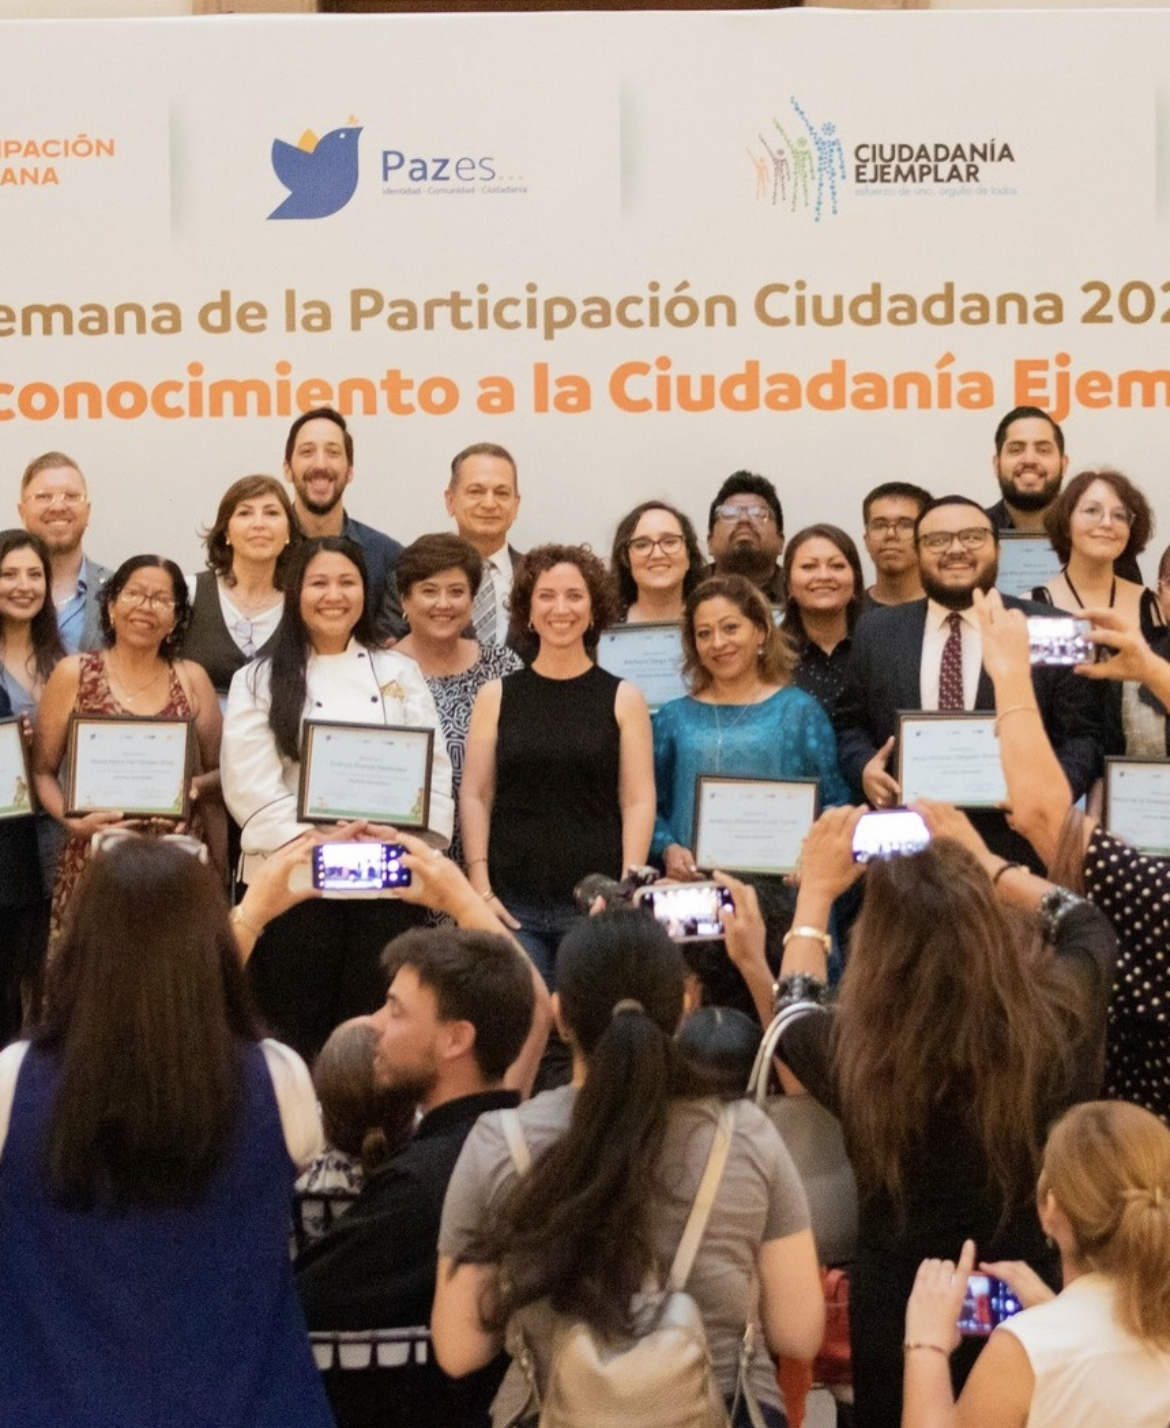 IPACIÓN
ANA
Pazes...
Identidad · Comunidad · Ciudadanía
CIUDADANÍA
EJEMPLAR
esfuerzo de uno, orgullo de todos
emana de la Participación Ciudadana 202
conocimiento a la Ciudadanía Ejem